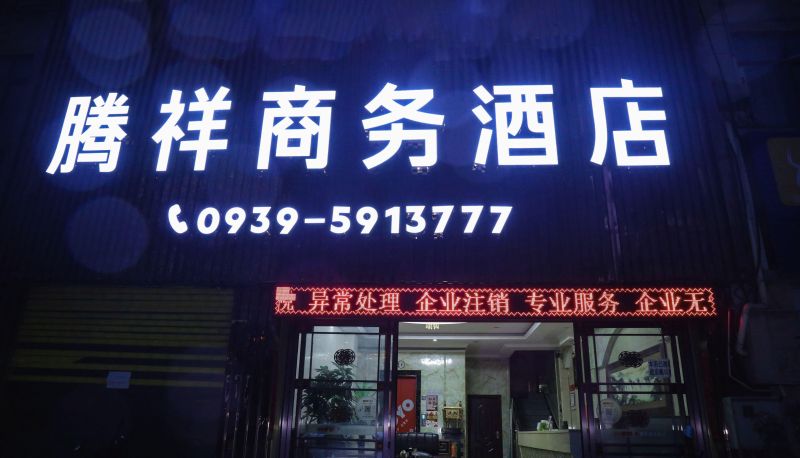 腾祥商务酒店
0939-5913777
异常处理 企业注销 专业服务 企业无